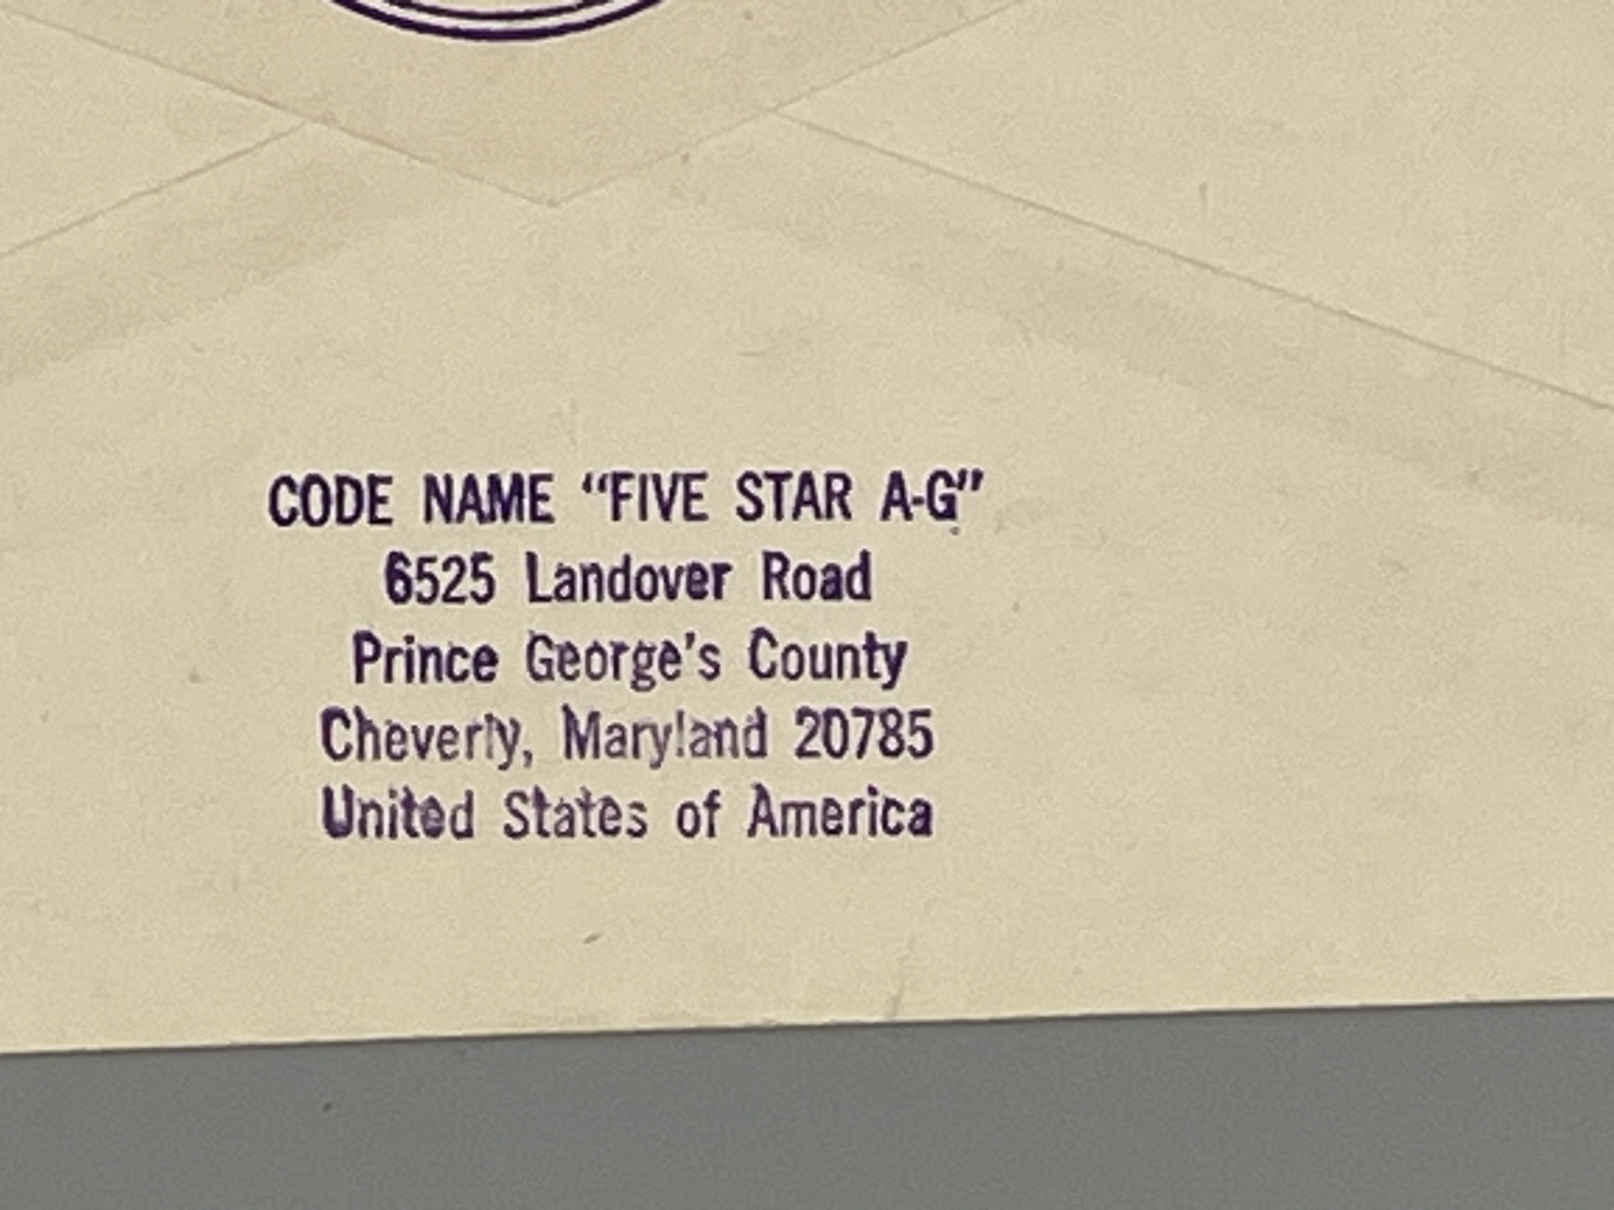 CODE NAME “FIVE STAR A-G”
6525 Landover Road
Prince George's County
Cheverly, Maryland 20785
United States of America